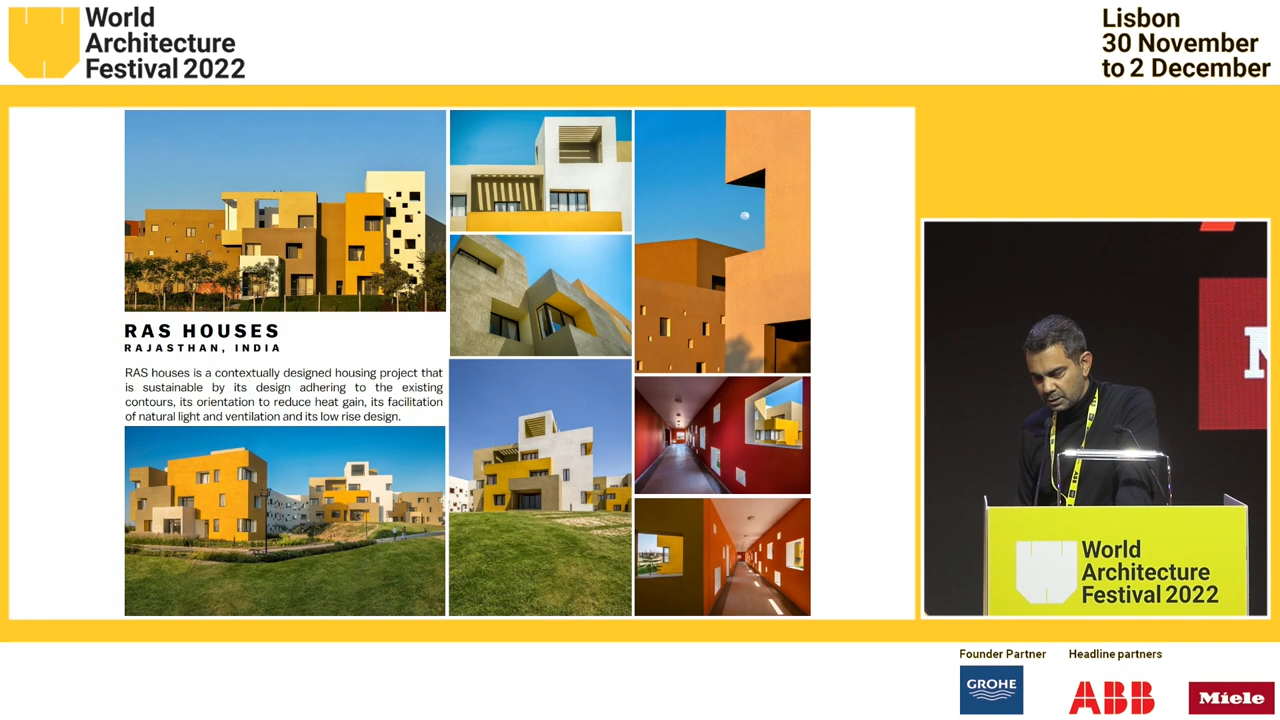 World
Architecture
Festival 2022
Lisbon
30 November
to 2 December
RAS HOUSES
RAJASTHAN, INDIA
RAS houses is a contextually designed housing project that
is sustainable by its design adhering to the existing
contours, its orientation to reduce heat gain, its facilitation
of natural light and ventilation and its low rise design.
World
Architecture
Festival 2022
Founder Partner
Headline partners
GROHE
ABB
Miele